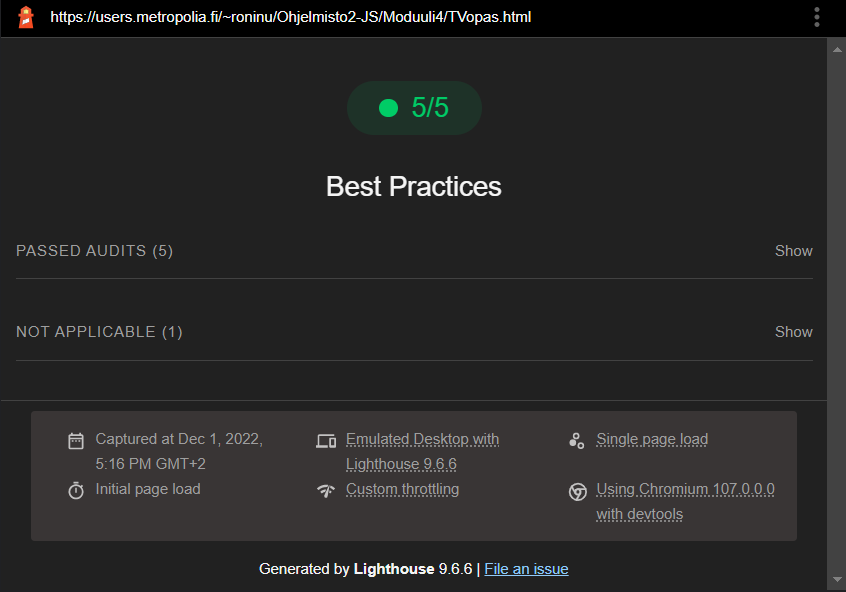 https://users.metropolia.fi/~roninu/Ohjelmisto2-JS/Moduuli4/TVopas.html
5/5
Best Practices
PASSED AUDITS (5) Show
NOT APPLICABLE (1) Show
Captured at Dec 1, 2022, 5:16 PM GMT+2
Emulated Desktop with Lighthouse 9.6.6
Single page load
Initial page load
Custom throttling
Using Chromium 107.0.0.0 with devtools
Generated by Lighthouse 9.6.6 | File an issue